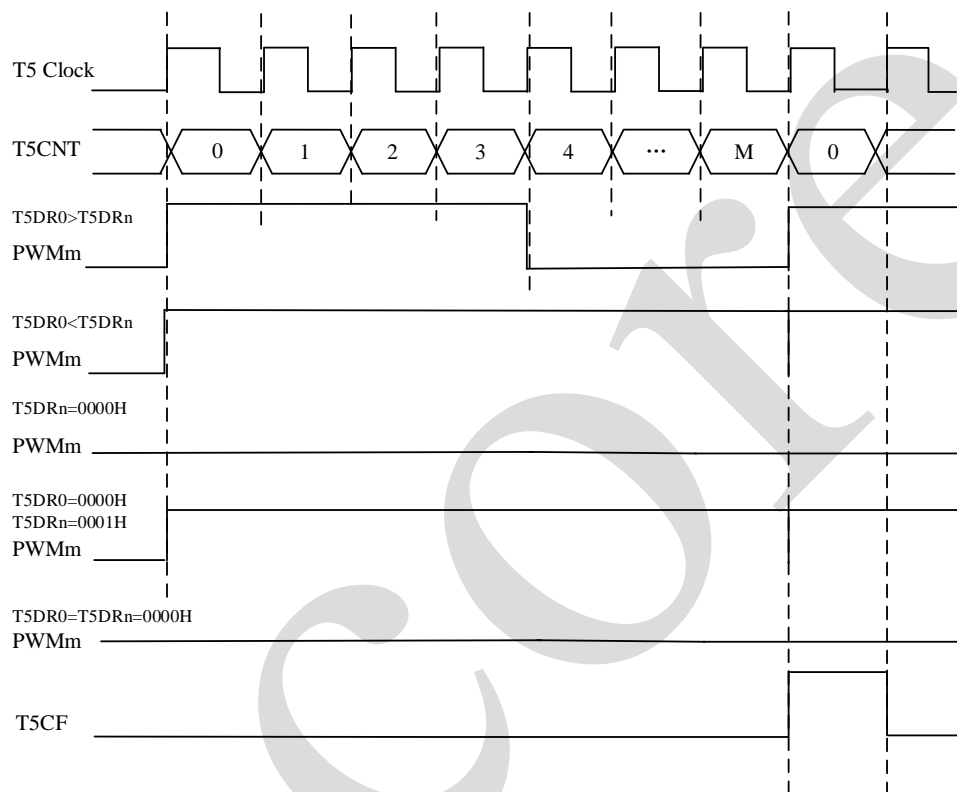 T5 Clock
T5CNT 0 1 2 3 4 ··· M 0
T5DR0>T5DRn
PWMm
T5DR0<T5DRn
PWMm
T5DRn=0000H
PWMm
T5DR0=0000H
T5DRn=0001H
PWMm
T5DR0=T5DRn=0000H
PWMm
T5CF
core